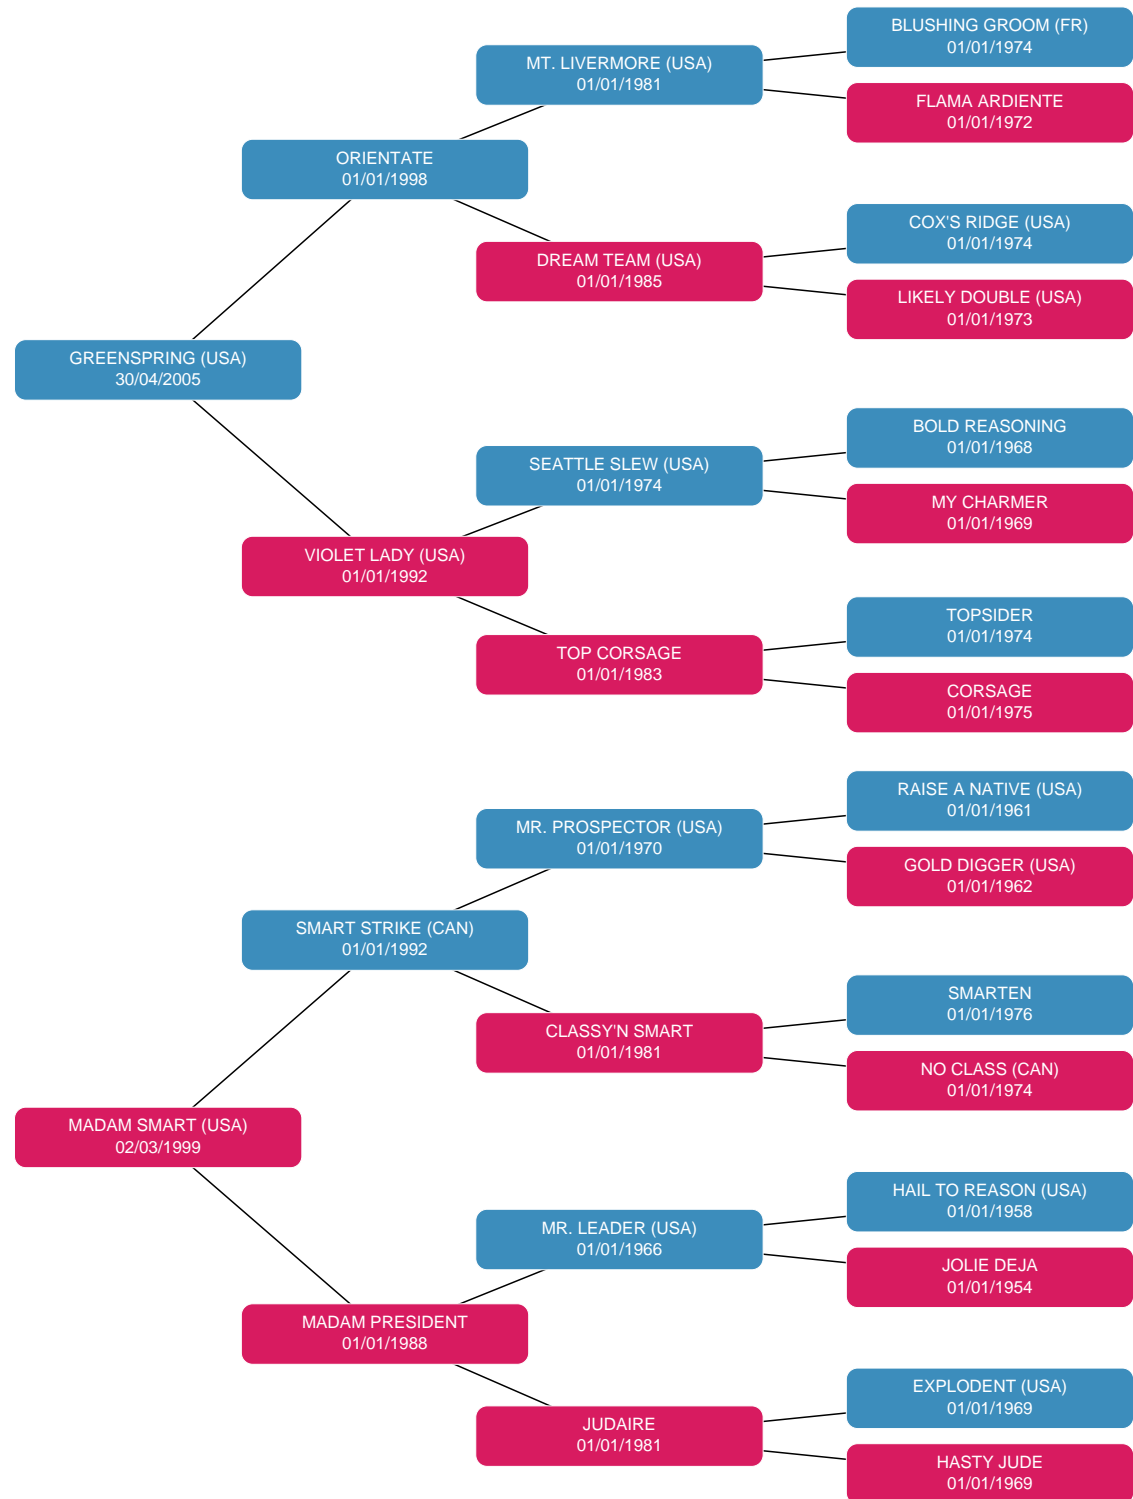 BLUSHING GROOM (FR)
01/01/1974
MT. LIVERMORE (USA)
01/01/1981
FLAMA ARDIENTE
01/01/1972
ORIENTATE
01/01/1998
COX'S RIDGE (USA)
01/01/1974
DREAM TEAM (USA)
01/01/1985
LIKELY DOUBLE (USA)
01/01/1973
GREENSPRING (USA)
30/04/2005
BOLD REASONING
01/01/1968
SEATTLE SLEW (USA)
01/01/1974
MY CHARMER
01/01/1969
VIOLET LADY (USA)
01/01/1992
TOPSIDER
01/01/1974
TOP CORSAGE
01/01/1983
CORSAGE
01/01/1975
RAISE A NATIVE (USA)
01/01/1961
MR. PROSPECTOR (USA)
01/01/1970
GOLD DIGGER (USA)
01/01/1962
SMART STRIKE (CAN)
01/01/1992
SMARTEN
01/01/1976
CLASSY'N SMART
01/01/1981
NO CLASS (CAN)
01/01/1974
MADAM SMART (USA)
02/03/1999
HAIL TO REASON (USA)
01/01/1958
MR. LEADER (USA)
01/01/1966
JOLIE DEJA
01/01/1954
MADAM PRESIDENT
01/01/1988
EXPLODENT (USA)
01/01/1969
JUDAIRE
01/01/1981
HASTY JUDE
01/01/1969